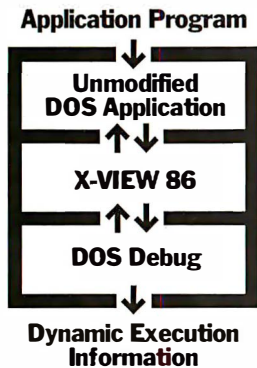 Application Program
Unmodified
DOS Application
X-VIEW 86
DOS Debug
Dynamic Execution
Information